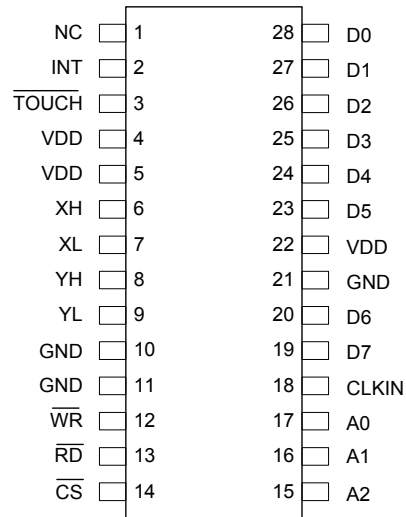 NC 1 28 D0
INT 2 27 D1
TOUCH 3 26 D2
VDD 4 25 D3
VDD 5 24 D4
XH 6 23 D5
XL 7 22 VDD
YH 8 21 GND
YL 9 20 D6
GND 10 19 D7
GND 11 18 CLKIN
WR 12 17 A0
RD 13 16 A1
CS 14 15 A2